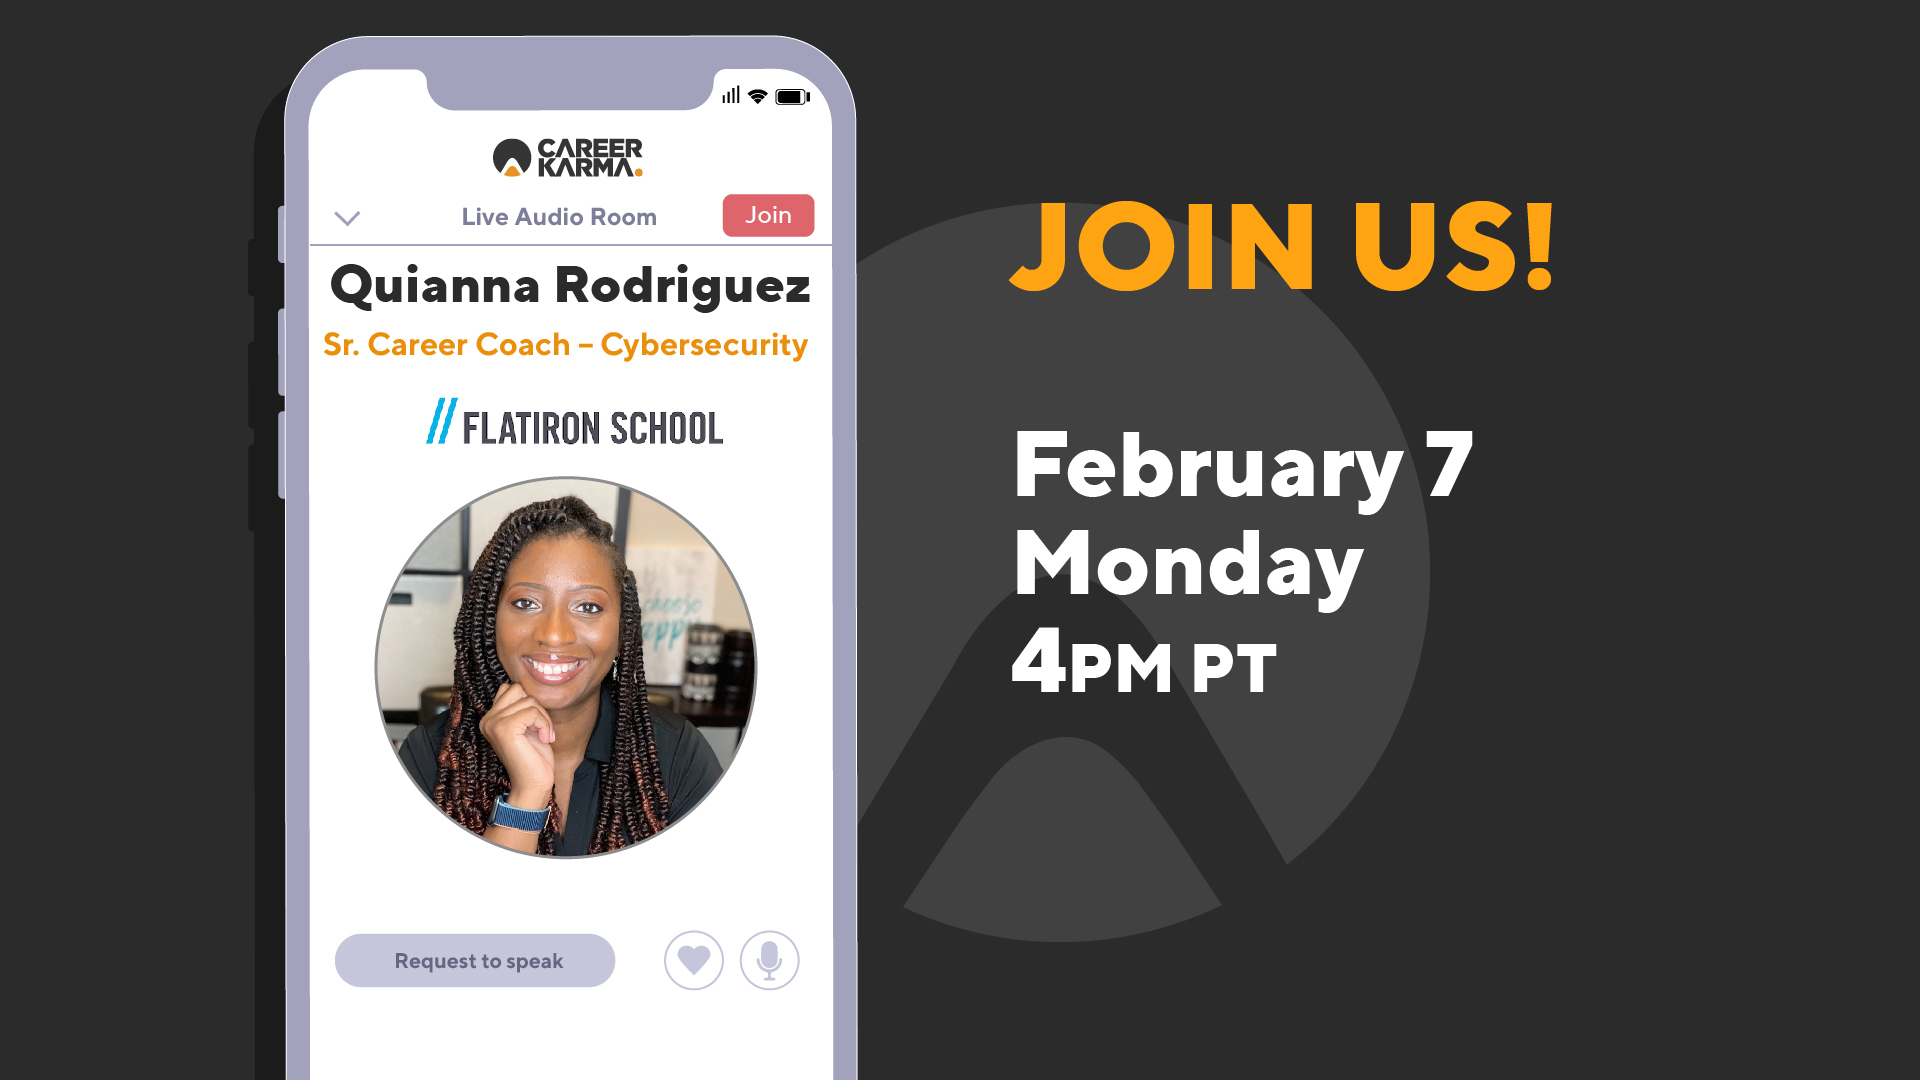 CAREER
KARMA.
Live Audio Room
Join
Quianna Rodriguez
Sr. Career Coach – Cybersecurity
FLATIRON SCHOOL
choose
Request to speak
JOIN US!
February 7
Monday
4PM PT